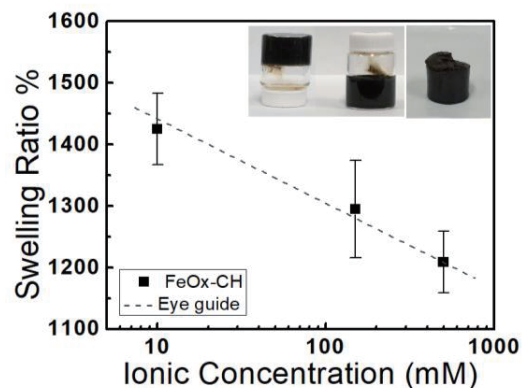 1600
1500
1400
1300
1200
1100
Swelling Ratio %
FeOx-CH
Eye guide
10
100
1000
Ionic Concentration (mM)